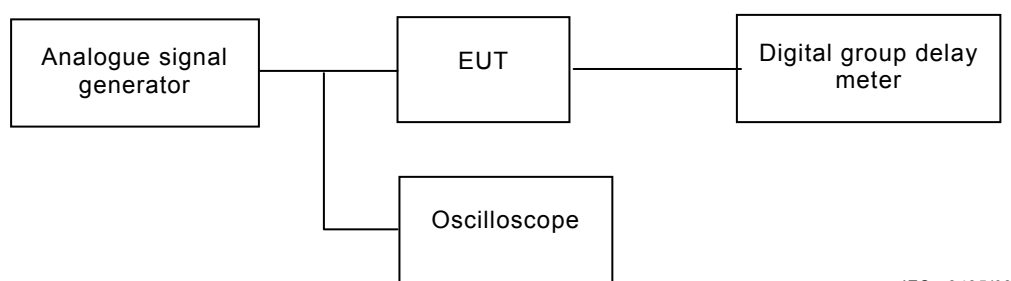 Analogue signal
generator
EUT
Digital group delay
meter
Oscilloscope